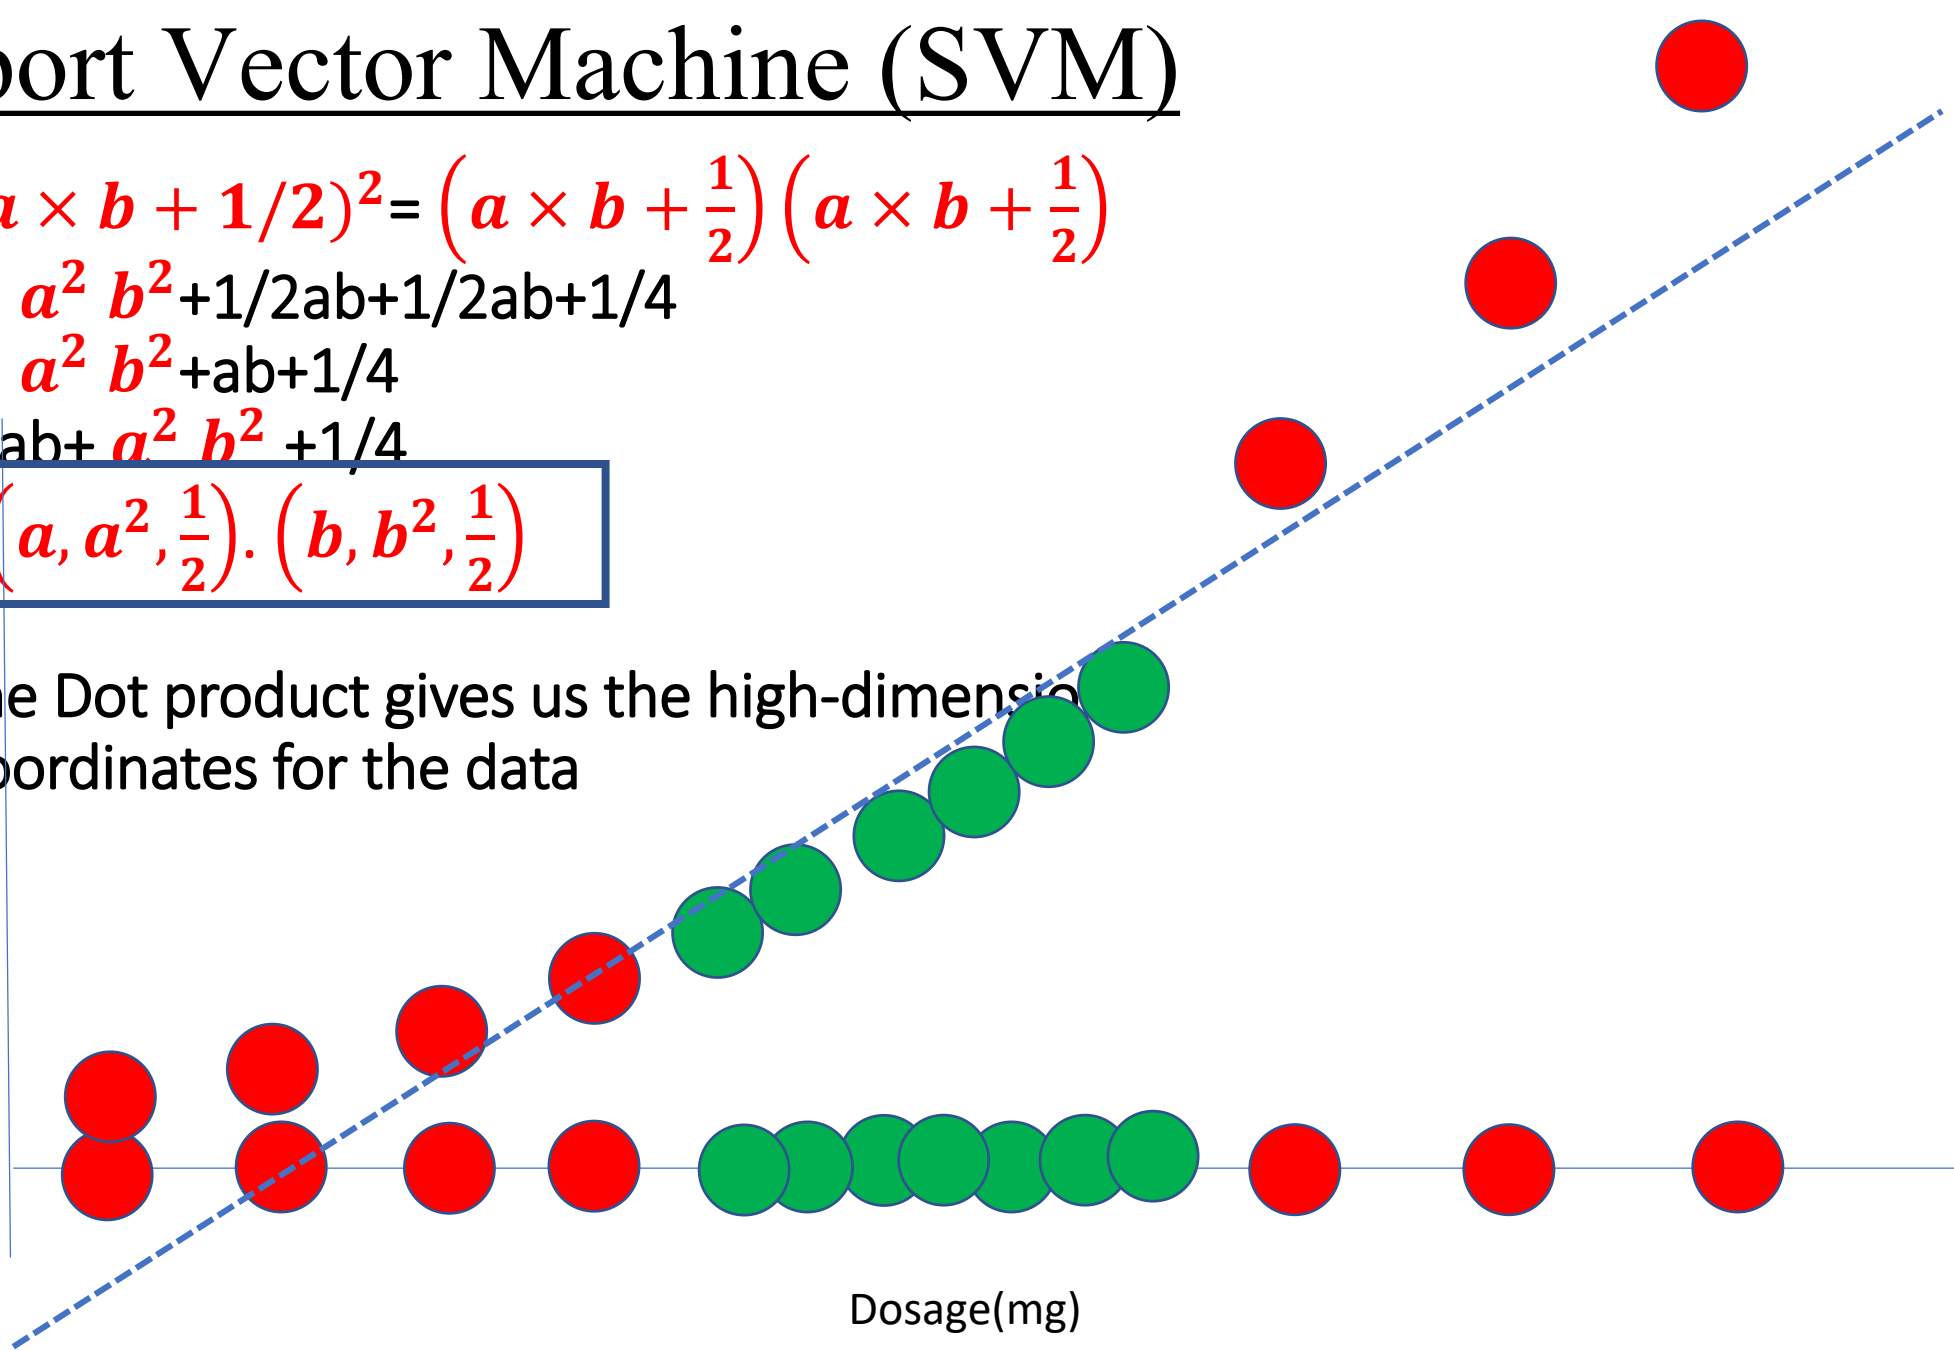 port Vector Machine (SVM)
a × b + 1/2)²= (a × b + 1/2)(a × b + 1/2)
a² b²+1/2ab+1/2ab+1/4
a² b²+ab+1/4
ab+ a² b² +1/4
(a, a², 1/2). (b, b², 1/2)
e Dot product gives us the high-dimensio
ordinates for the data
Dosage(mg)